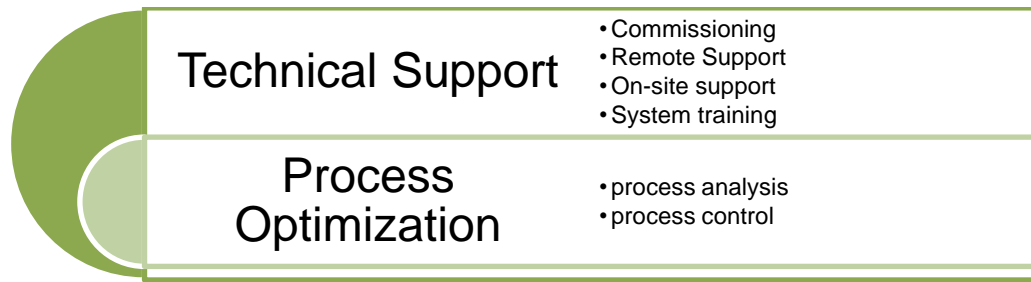 Technical Support
• Commissioning
• Remote Support
• On-site support
• System training
Process
Optimization
• process analysis
• process control